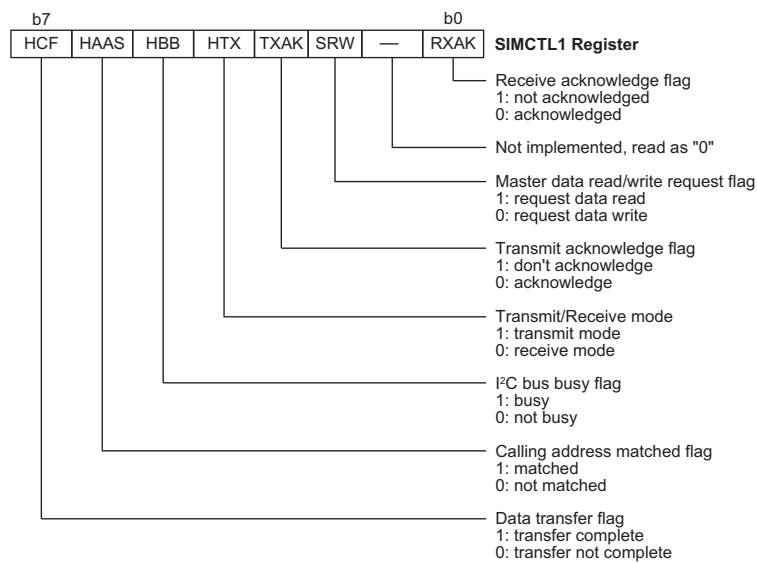 b7 b0
HCF HAAS HBB HTX TXAK SRW — RXAK SIMCTL1 Register
Receive acknowledge flag
1: not acknowledged
0: acknowledged
Not implemented, read as "0"
Master data read/write request flag
1: request data read
0: request data write
Transmit acknowledge flag
1: don't acknowledge
0: acknowledge
Transmit/Receive mode
1: transmit mode
0: receive mode
I²C bus busy flag
1: busy
0: not busy
Calling address matched flag
1: matched
0: not matched
Data transfer flag
1: transfer complete
0: transfer not complete